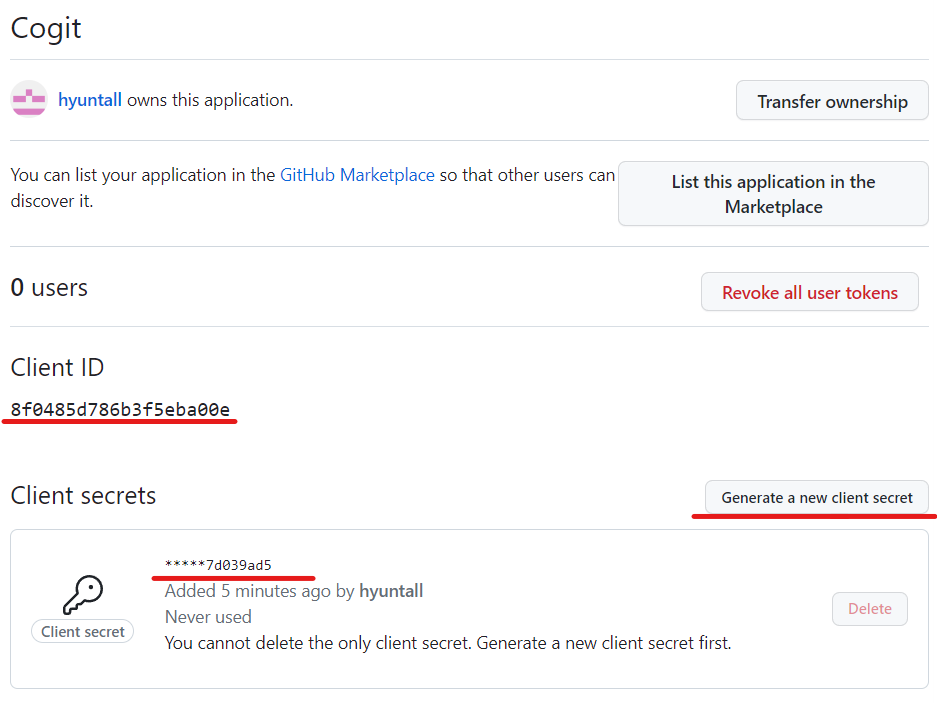 Cogit
hyuntall owns this application.
Transfer ownership
You can list your application in the GitHub Marketplace so that other users can
discover it.
List this application in the
Marketplace
0 users
Revoke all user tokens
Client ID
8f0485d786b3f5eba00e
Client secrets
Generate a new client secret
*****7d039ad5
Added 5 minutes ago by hyuntall
Never used
You cannot delete the only client secret. Generate a new client secret first.
Client secret
Delete